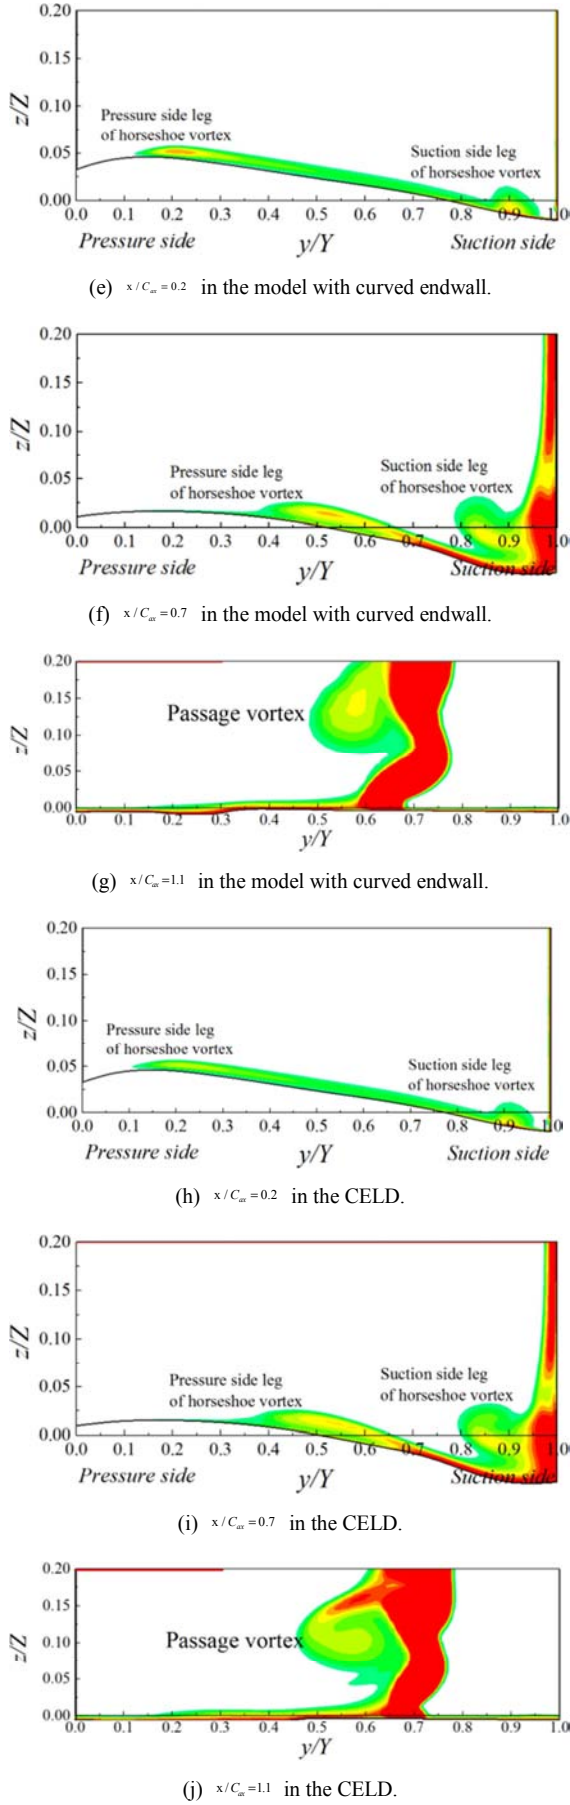 0.20
0.15
z/Z
0.10
Pressure side leg
of horseshoe vortex
0.05
Suction side leg
of horseshoe vortex
0.00
0.0 0.1 0.2 0.3 0.4 0.5 0.6 0.7 0.8 0.9 1.0
Pressure side y/Y Suction side
(e) x / Cax = 0.2 in the model with curved endwall.
0.20
0.15
z/Z
0.10
0.05
Pressure side leg
of horseshoe vortex
Suction side leg
of horseshoe vortex
0.00
0.0 0.1 0.2 0.3 0.4 0.5 0.6 0.7 0.8 0.9 1.0
Pressure side y/Y Suction side
(f) x / Cax = 0.7 in the model with curved endwall.
0.20
0.15
Passage vortex
z/Z
0.10
0.05
0.00
0.0 0.1 0.2 0.3 0.4 0.5 0.6 0.7 0.8 0.9 1.0
y/Y
(g) x / Cax = 1.1 in the model with curved endwall.
0.20
0.15
z/Z
0.10
Pressure side leg
of horseshoe vortex
0.05
Suction side leg
of horseshoe vortex
0.00
0.0 0.1 0.2 0.3 0.4 0.5 0.6 0.7 0.8 0.9 1.0
Pressure side y/Y Suction side
(h) x / Cax = 0.2 in the CELD.
0.20
0.15
z/Z
0.10
0.05
Pressure side leg
of horseshoe vortex
Suction side leg
of horseshoe vortex
0.00
0.0 0.1 0.2 0.3 0.4 0.5 0.6 0.7 0.8 0.9 1.0
Pressure side y/Y Suction side
(i) x / Cax = 0.7 in the CELD.
0.20
0.15
z/Z
0.10
Passage vortex
0.05
0.00
0.0 0.1 0.2 0.3 0.4 0.5 0.6 0.7 0.8 0.9 1.0
y/Y
(j) x / Cax = 1.1 in the CELD.